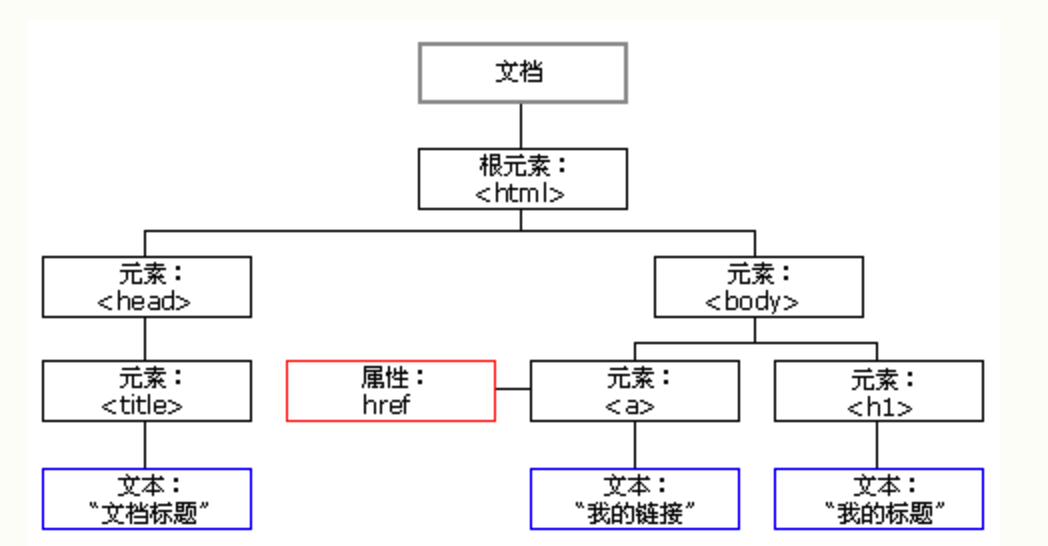 文档
根元素：
<html>
元素：
<head>
元素：
<body>
元素：
<title>
属性：
href
元素：
<a>
元素：
<h1>
文本：
“文档标题”
文本：
“我的链接”
文本：
“我的标题”